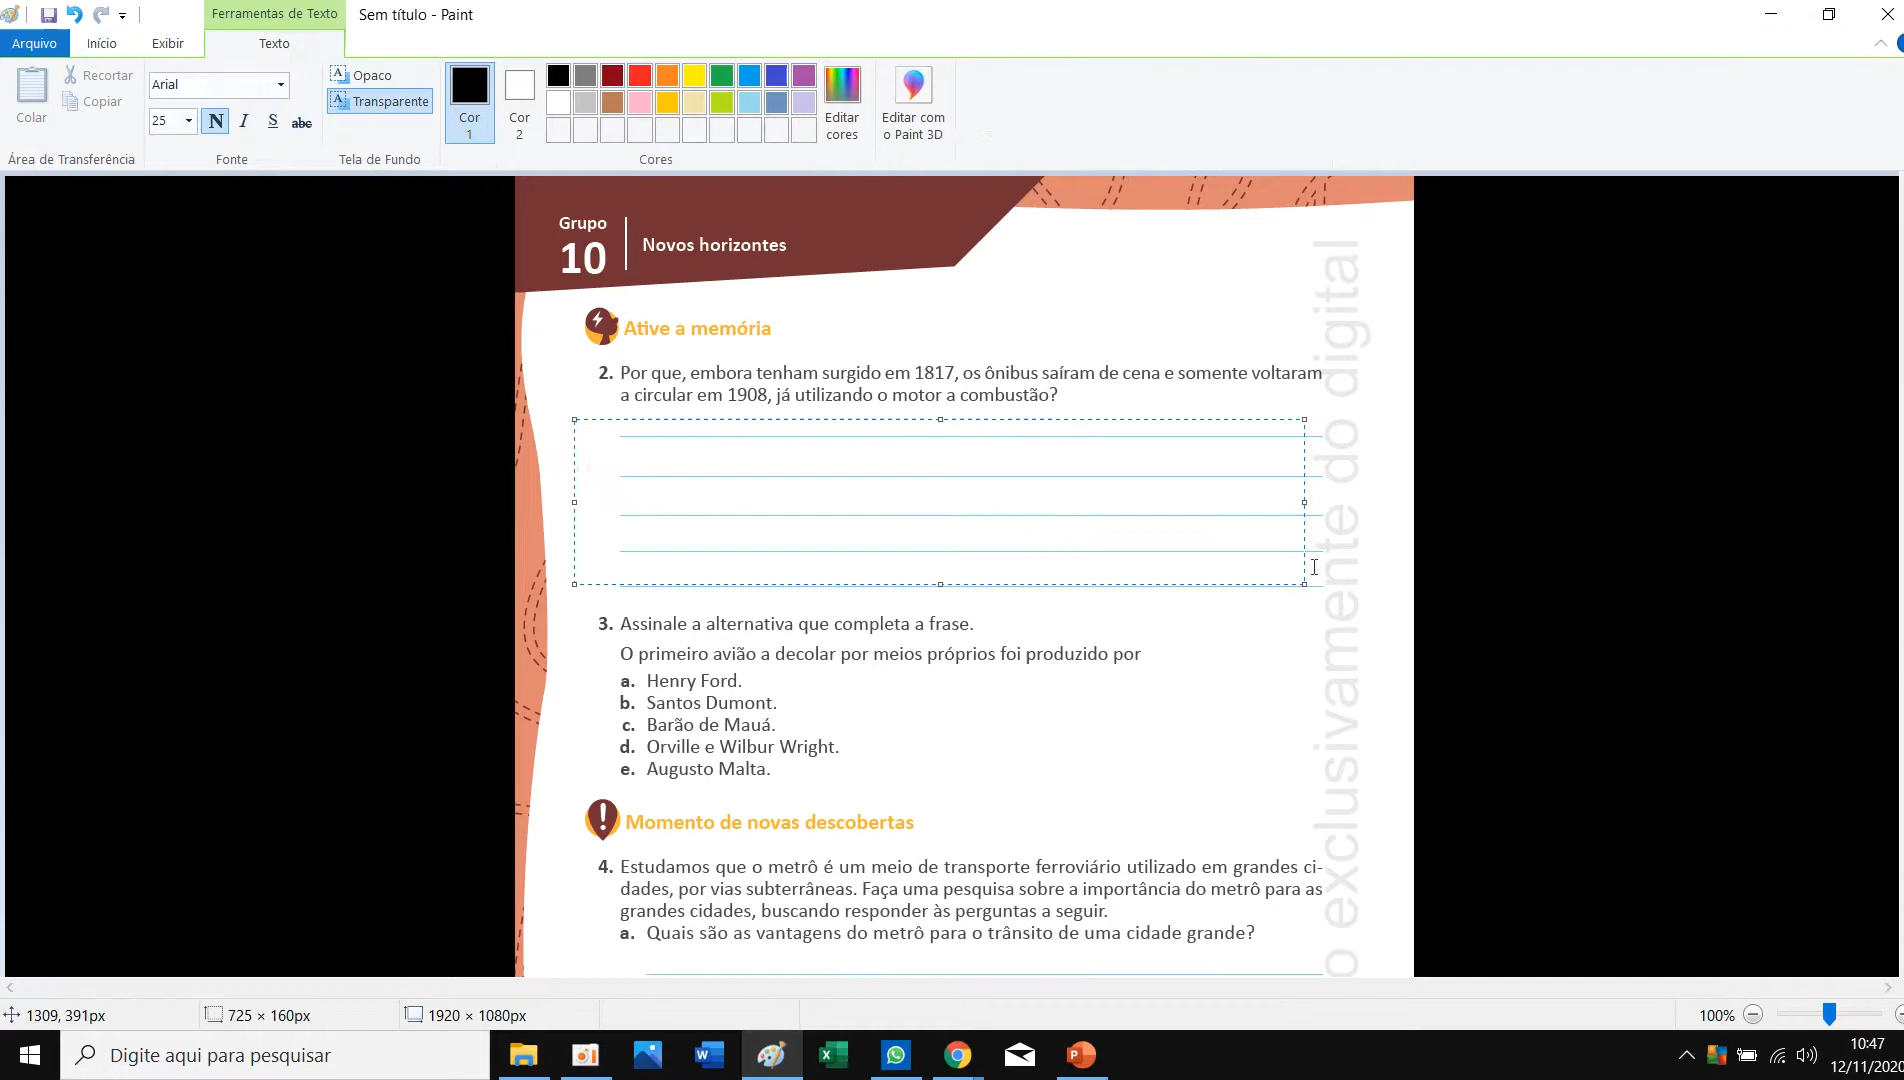 Ferramentas de Texto
Sem título - Paint
Arquivo
Início
Exibir
Texto
Colar
Recortar
Copiar
Área de Transferência
Arial
25
N I S abc
Fonte
Opaco
Transparente
Tela de Fundo
Cor
1
Cor
2
Editar
cores
Cores
Editar com
o Paint 3D
Grupo
10
Novos horizontes
Ative a memória
2. Por que, embora tenham surgido em 1817, os ônibus saíram de cena e somente voltaram
a circular em 1908, já utilizando o motor a combustão?
3. Assinale a alternativa que completa a frase.
O primeiro avião a decolar por meios próprios foi produzido por
a. Henry Ford.
b. Santos Dumont.
c. Barão de Mauá.
d. Orville e Wilbur Wright.
e. Augusto Malta.
Momento de novas descobertas
4. Estudamos que o metrô é um meio de transporte ferroviário utilizado em grandes ci-
dades, por vias subterrâneas. Faça uma pesquisa sobre a importância do metrô para as
grandes cidades, buscando responder às perguntas a seguir.
a. Quais são as vantagens do metrô para o trânsito de uma cidade grande?
o exclusivamente do digital
1309, 391px
725 × 160px
1920 × 1080px
100%
Digite aqui para pesquisar
10:47
12/11/2020